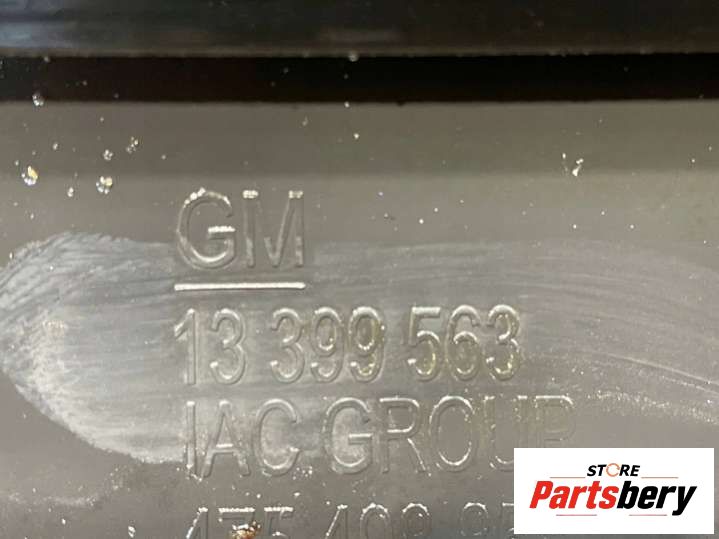 GM
13 399 563
IAC GROUP
STORE
Partsbery